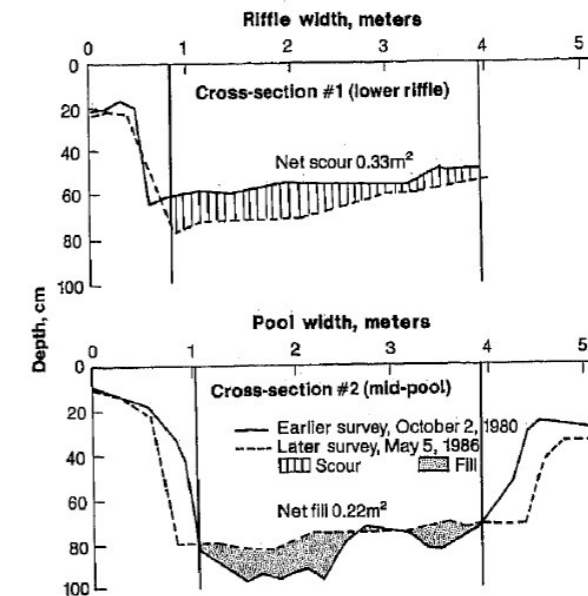 Riffle width, meters
0 1 2 3 4 5
0
Cross-section #1 (lower riffle)
20
40
Net scour 0.33m²
60
80
100
Depth, cm
Pool width, meters
0 1 2 3 4 5
0
Cross-section #2 (mid-pool)
20
Earlier survey, October 2, 1980
Later survey, May 5, 1986
40
Scour Fill
60
Net fill 0.22m²
80
100